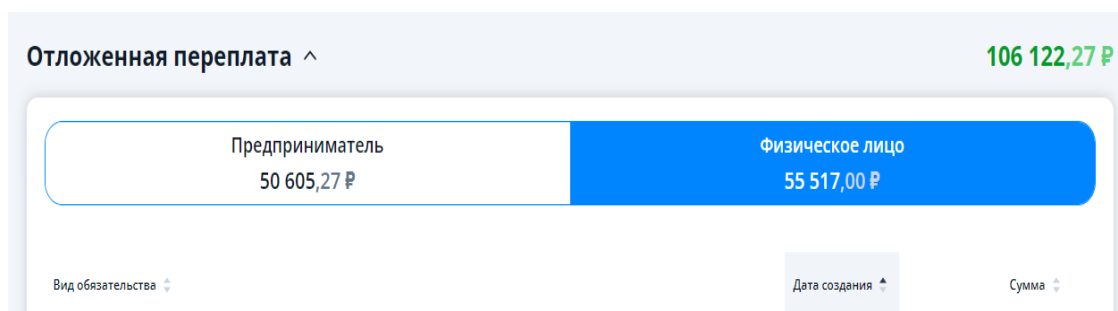 Отложенная переплата
106 122,27 ₽
Предприниматель
50 605,27 ₽
Физическое лицо
55 517,00 ₽
Вид обязательства
Дата создания
Сумма